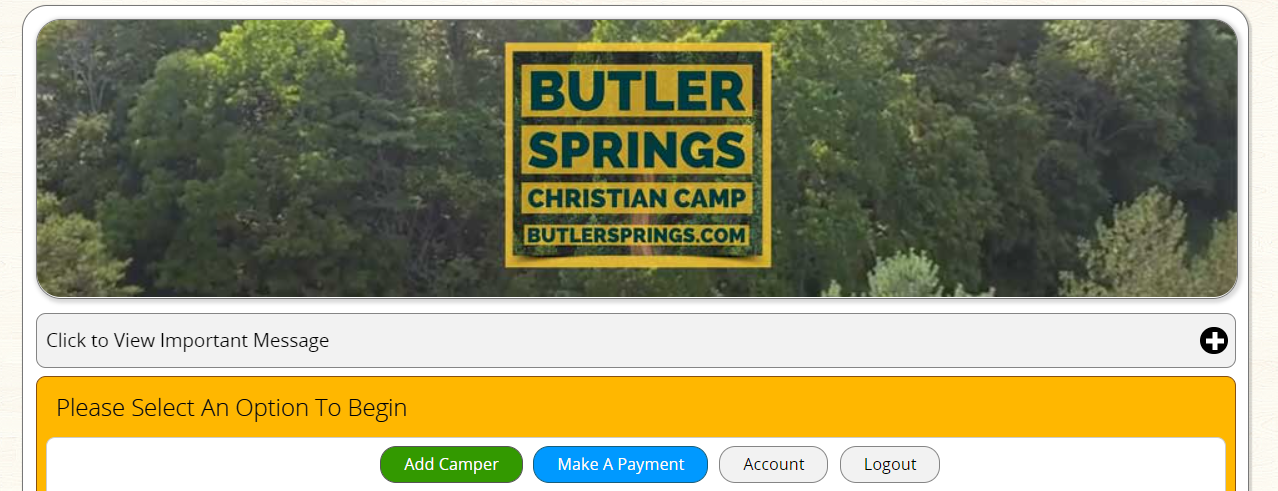 BUTLER
SPRINGS
CHRISTIAN CAMP
BUTLERSPRINGS.COM
Click to View Important Message
Please Select An Option To Begin
Add Camper Make A Payment Account Logout